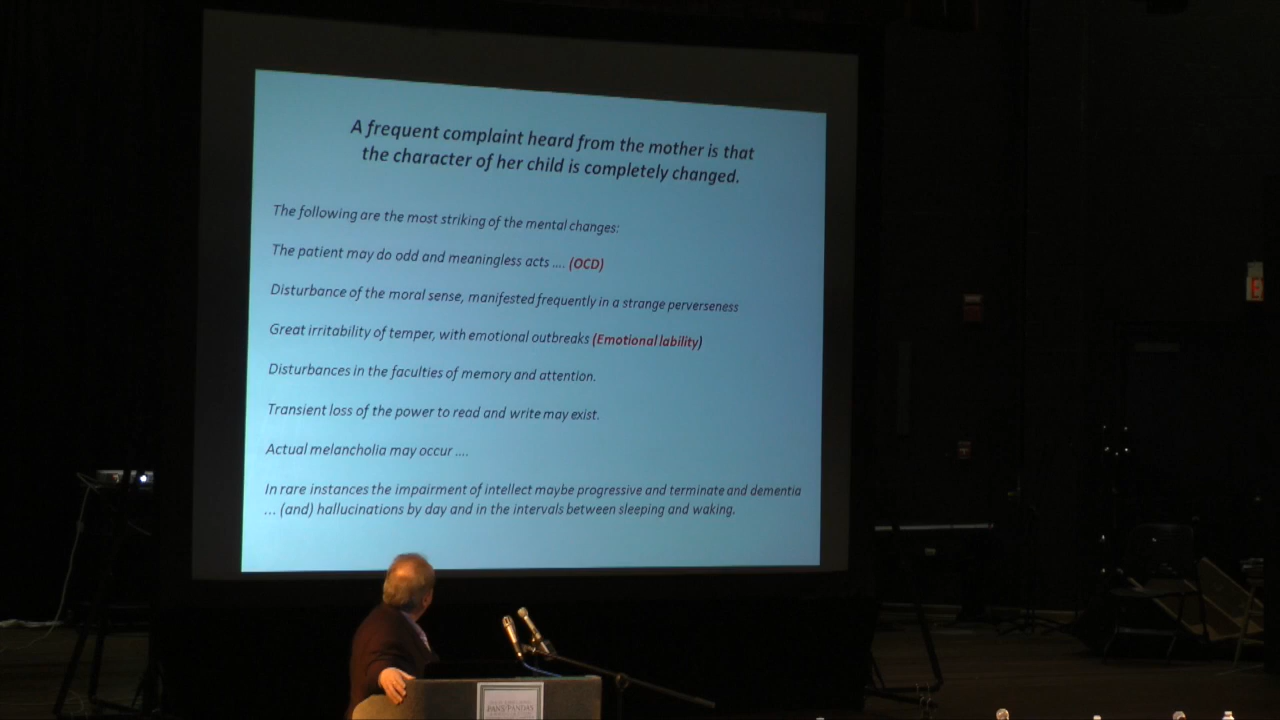 A frequent complaint heard from the mother is that
the character of her child is completely changed.
The following are the most striking of the mental changes:
The patient may do odd and meaningless acts .... (OCD)
Disturbance of the moral sense, manifested frequently in a strange perverseness
Great irritability of temper, with emotional outbreaks (Emotional lability)
Disturbances in the faculties of memory and attention.
Transient loss of the power to read and write may exist.
Actual melancholia may occur ....
In rare instances the impairment of intellect maybe progressive and terminate and dementia
... (and) hallucinations by day and in the intervals between sleeping and waking.
PANS PANDAS